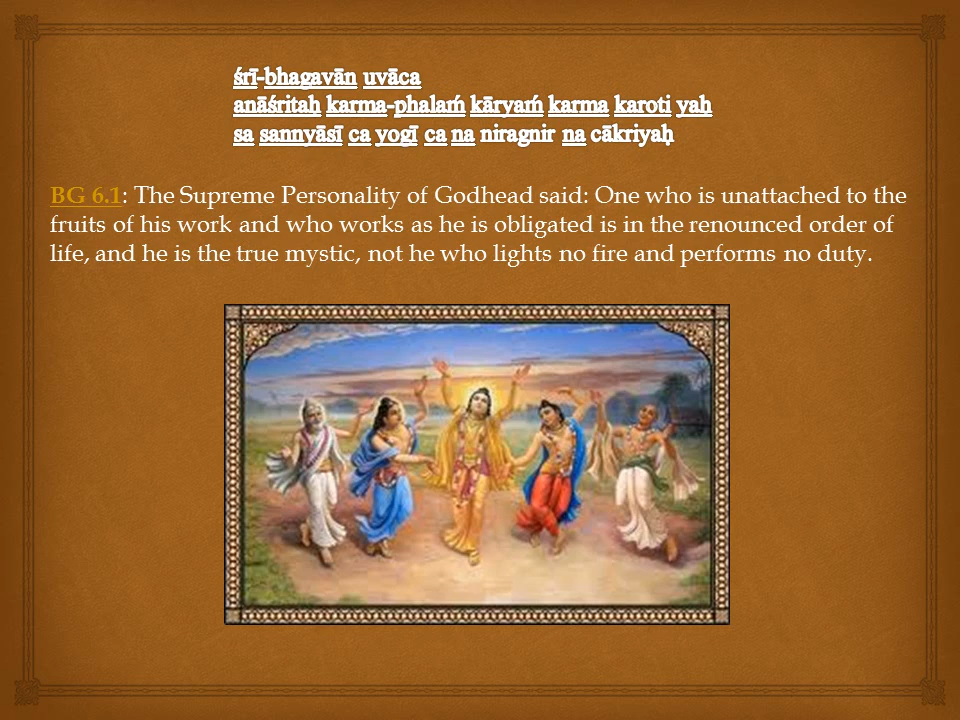 śrī-bhagavān uvāca
anāśritaḥ karma-phalaḿ kāryaḿ karma karoti yaḥ
sa sannyāsī ca yogī ca na niragnir na cākriyaḥ
BG 6.1: The Supreme Personality of Godhead said: One who is unattached to the
fruits of his work and who works as he is obligated is in the renounced order of
life, and he is the true mystic, not he who lights no fire and performs no duty.